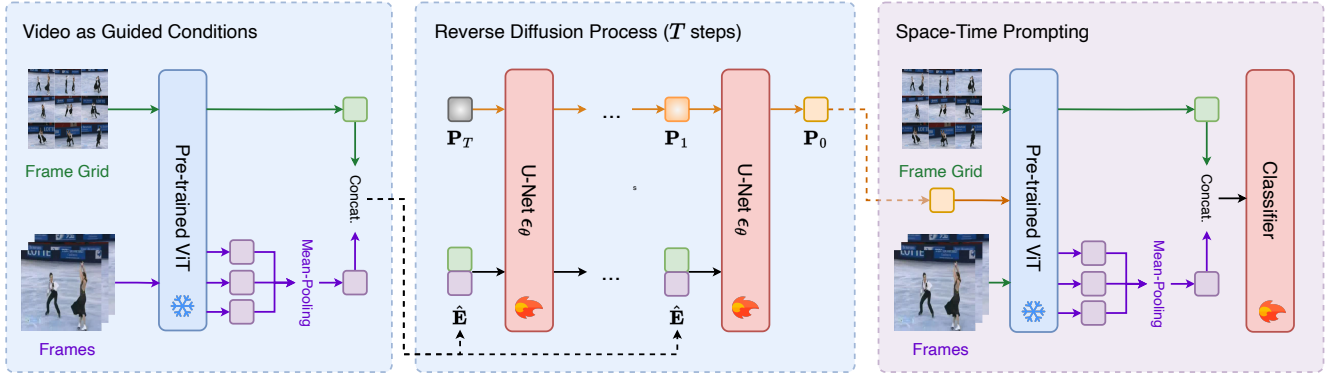 Video as Guided Conditions
Frame Grid
Pre-trained ViT
Mean-Pooling
Concat.
Frames
Reverse Diffusion Process (T steps)
P_T
U-Net ϵ_θ
...
P_1
U-Net ϵ_θ
P_0
s
...
Ê
Ê
Space-Time Prompting
Frame Grid
Pre-trained ViT
Mean-Pooling
Concat.
Classifier
Frames